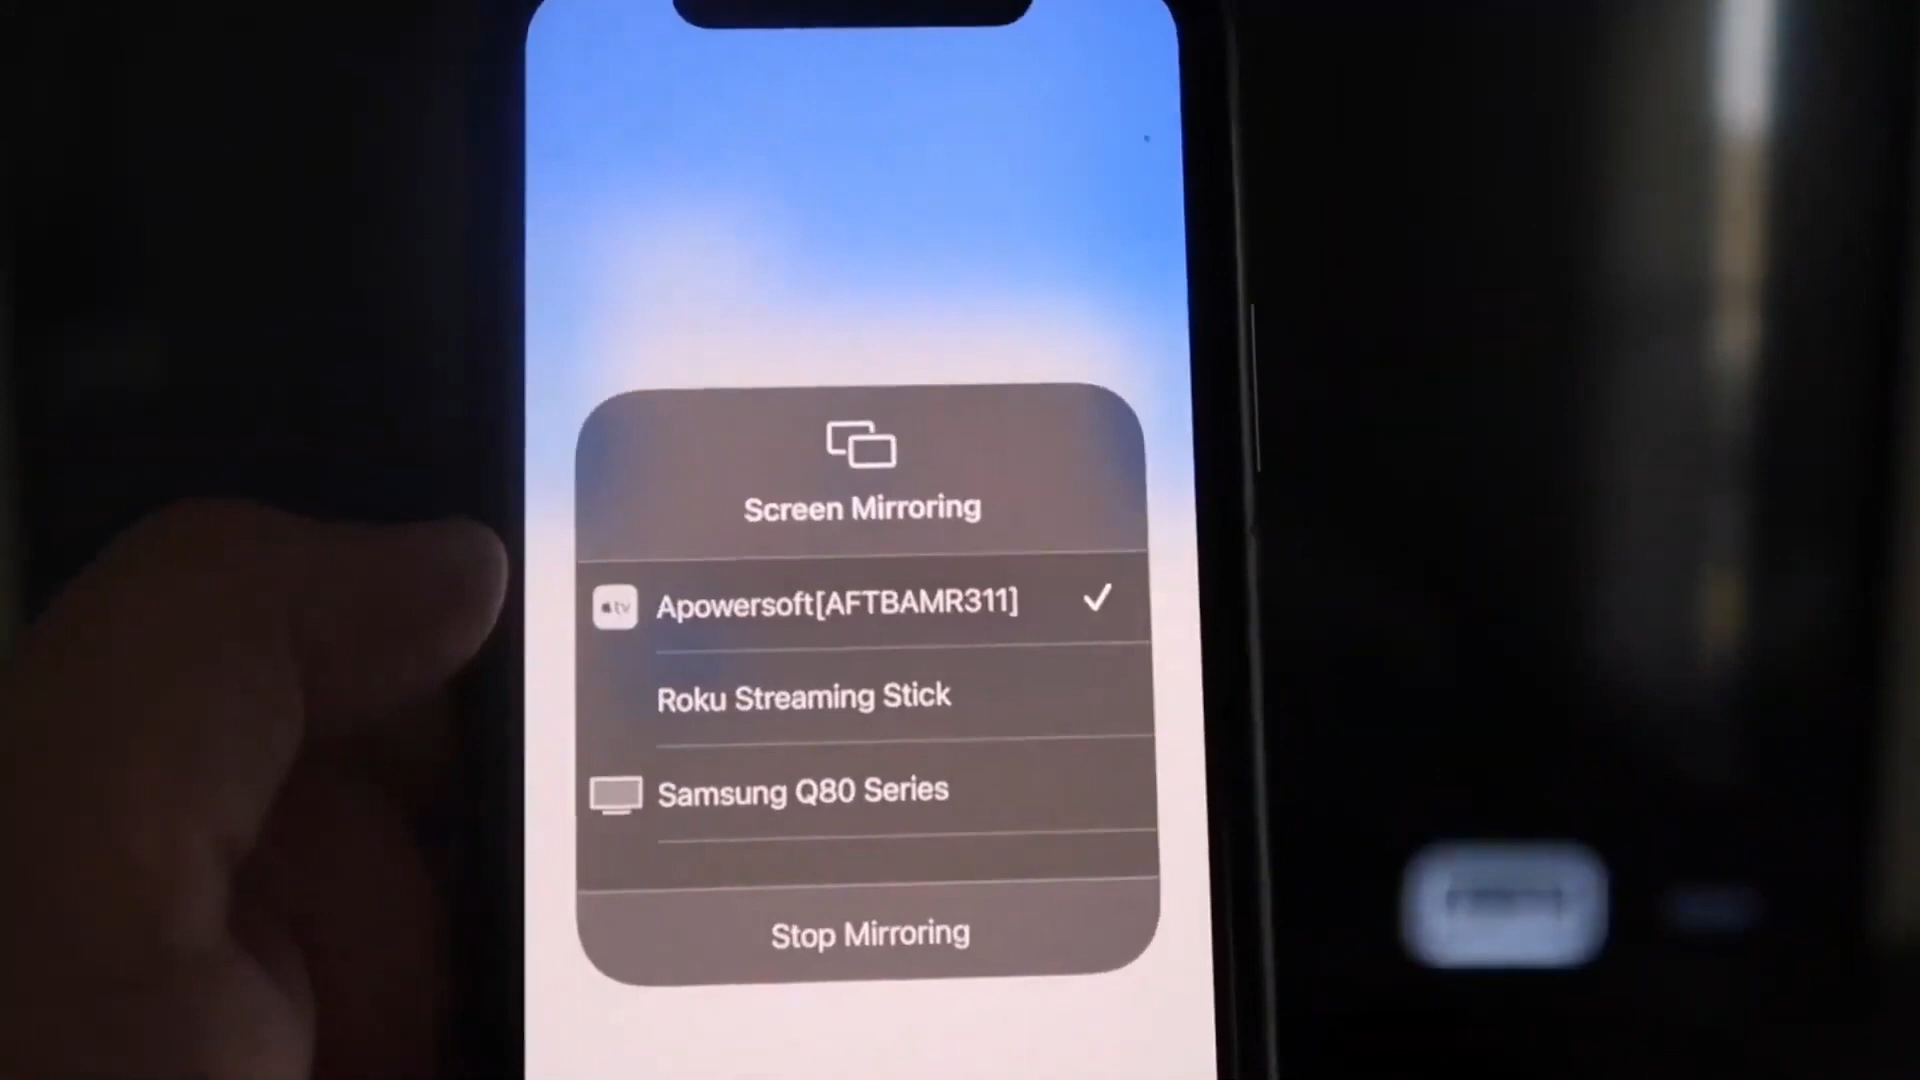 Screen Mirroring
tv Apowersoft[AFTBAMR311]
Roku Streaming Stick
Samsung Q80 Series
Stop Mirroring